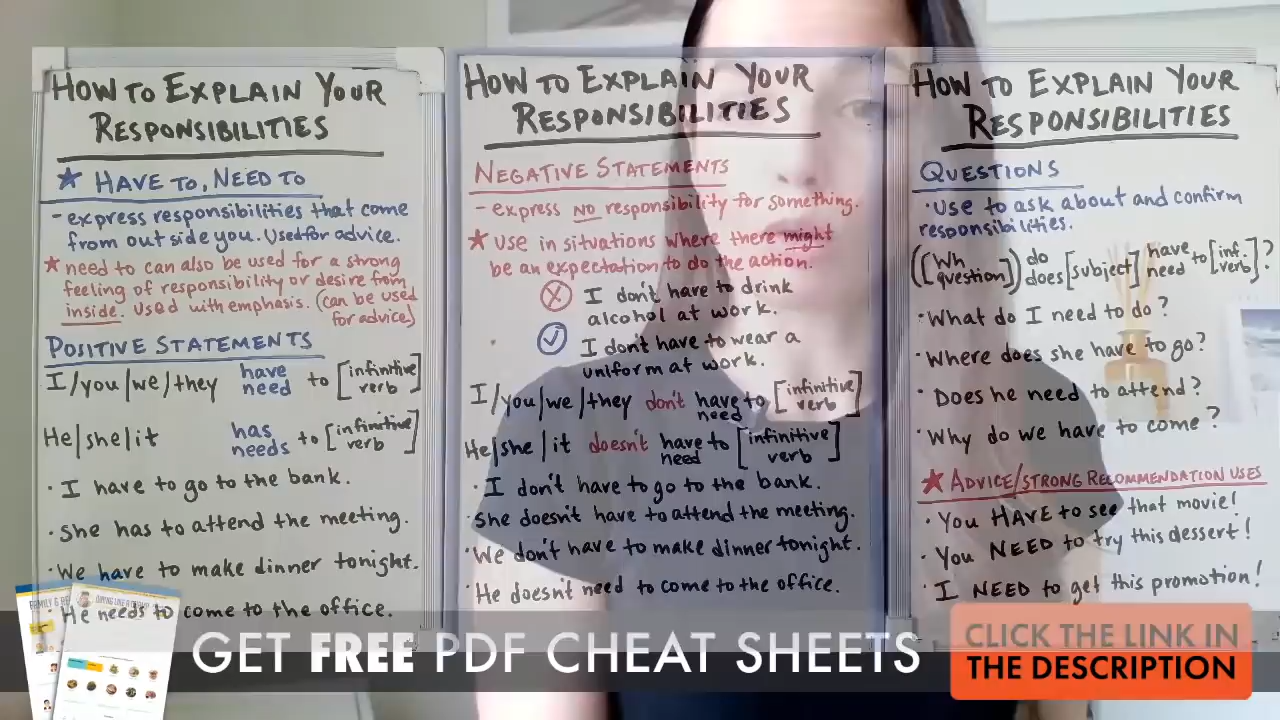 HOW TO EXPLAIN YOUR
RESPONSIBILITIES
★ HAVE TO, NEED TO
- express responsibilities that come
from outside you. Used for advice.
★ need to can also be used for a strong
feeling of responsibility or desire from
inside. Used with emphasis. (can be used
for advice)
POSITIVE STATEMENTS
I/you/we/they have need to [infinitive verb]
He/she/it has needs to [infinitive verb]
· I have to go to the bank.
· She has to attend the meeting.
· We have to make dinner tonight.
· He needs to come to the office.
HOW TO EXPLAIN YOUR
RESPONSIBILITIES
NEGATIVE STATEMENTS
- express NO responsibility for something.
★ use in situations where there might
be an expectation to do the action.
I don't have to drink
alcohol at work.
I don't have to wear a
uniform at work.
I/you/we/they don't have need to [infinitive verb]
He/she/it doesn't have need to [infinitive verb]
· I don't have to go to the bank.
· She doesn't have to attend the meeting.
· We don't have to make dinner tonight.
· He doesn't need to come to the office.
HOW TO EXPLAIN YOUR
RESPONSIBILITIES
QUESTIONS
· Use to ask about and confirm
responsibilities.
([Wh question]) do does [subject] have need to [inf. verb]?
· What do I need to do?
· Where does she have to go?
· Does he need to attend?
· Why do we have to come?
★ ADVICE/STRONG RECOMMENDATION USES
· You HAVE to see that movie!
· You NEED to try this dessert!
· I NEED to get this promotion!
GET FREE PDF CHEAT SHEETS
CLICK THE LINK IN
THE DESCRIPTION